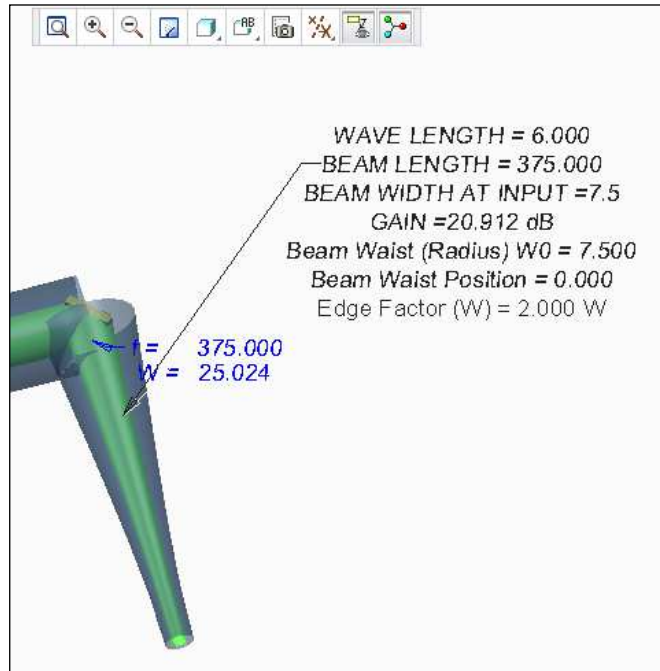 AB
WAVE LENGTH = 6.000
BEAM LENGTH = 375.000
BEAM WIDTH AT INPUT =7.5
GAIN =20.912 dB
Beam Waist (Radius) W0 = 7.500
Beam Waist Position = 0.000
Edge Factor (W) = 2.000 W
f = 375.000
W = 25.024